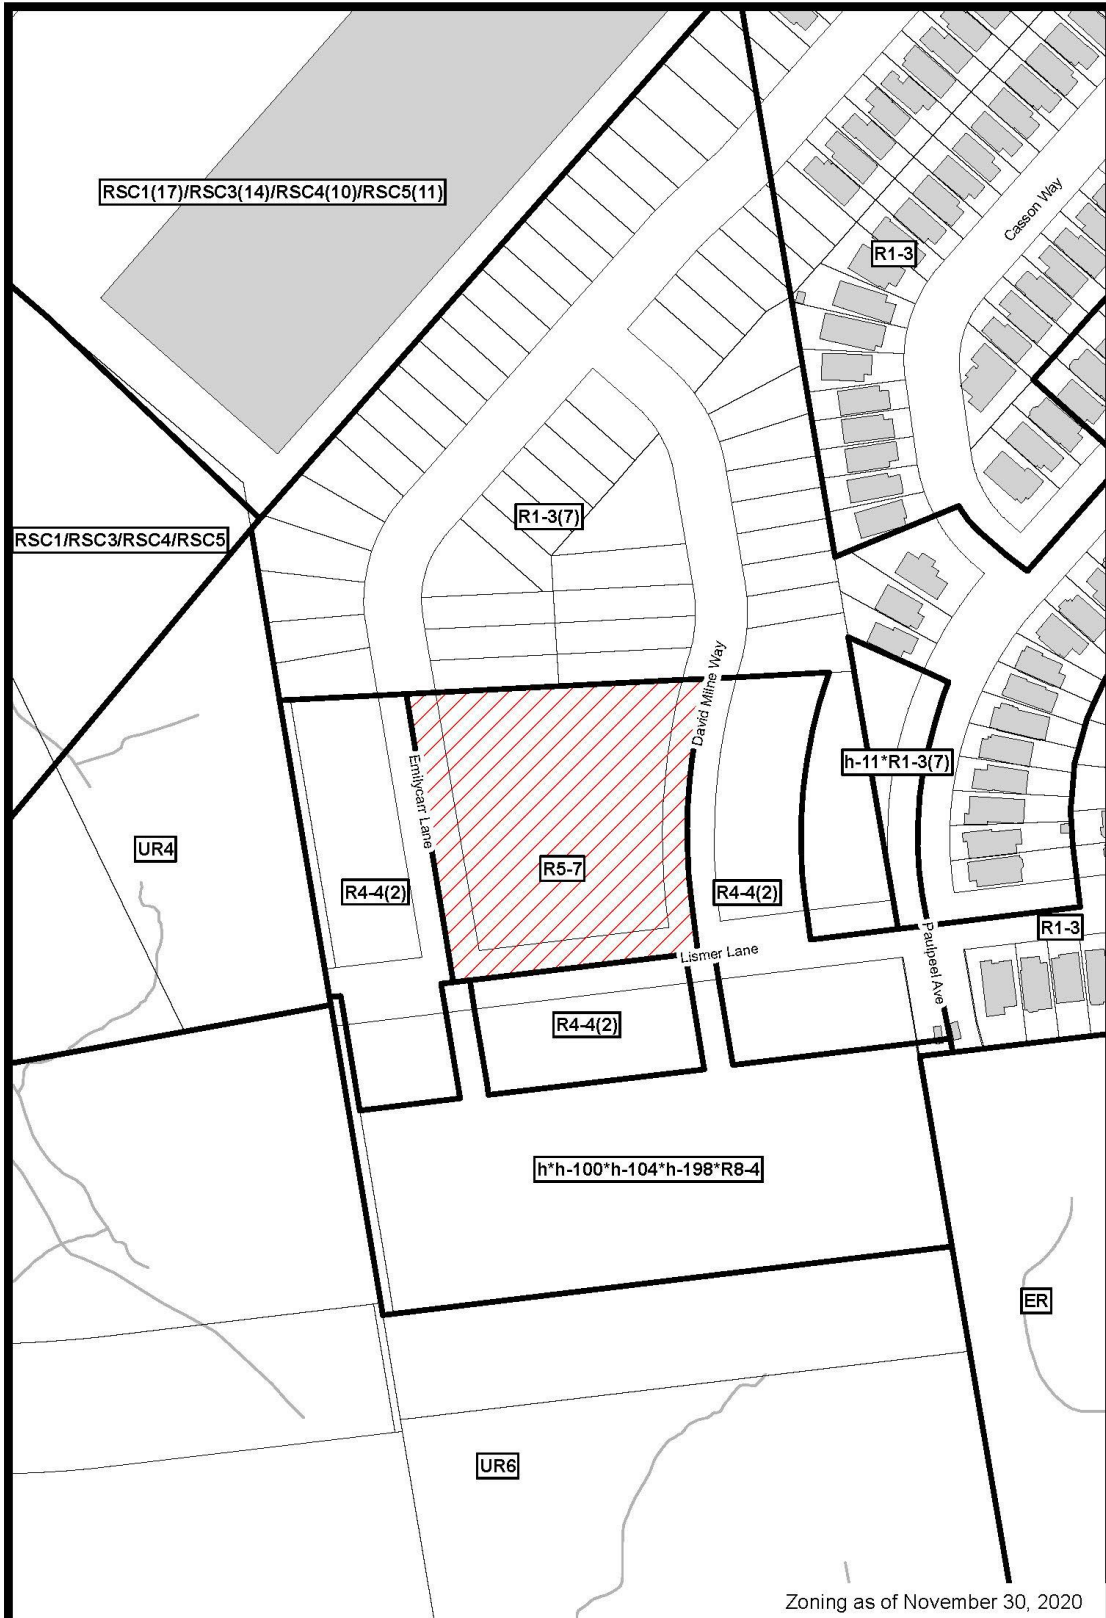 RSC1(17)/RSC3(14)/RSC4(10)/RSC5(11)
Casson Way
R1-3
R1-3(7)
RSC1/RSC3/RSC4/RSC5
David Milne Way
Emilycarr Lane
h-11*R1-3(7)
UR4
R5-7
R4-4(2)
R4-4(2)
Lismer Lane
Paulpeel Ave
R1-3
R4-4(2)
h*h-100*h-104*h-198*R8-4
ER
UR6
Zoning as of November 30, 2020